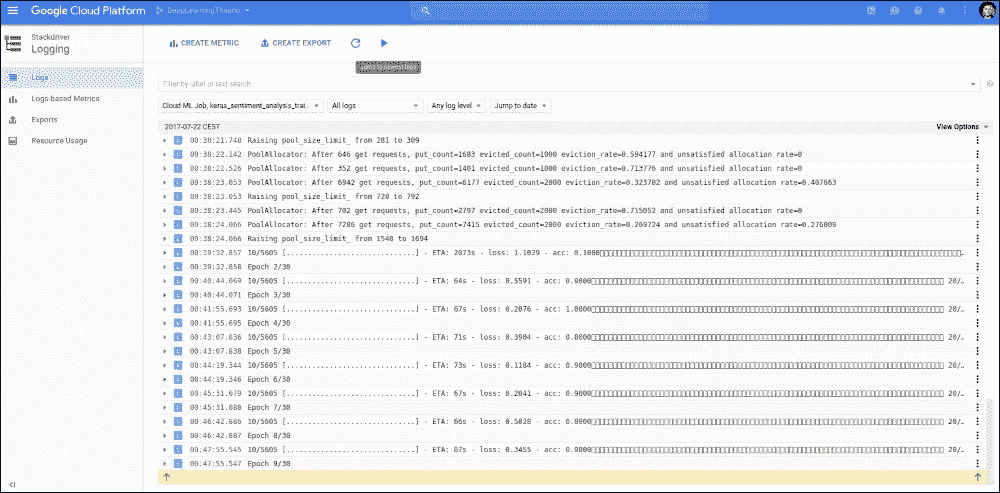 Google Cloud Platform DeepLearningTheano
Stackdriver
Logging
CREATE METRIC CREATE EXPORT
Jump to newest logs
Logs
Logs-based Metrics
Exports
Resource Usage
Filter by label or text search
Cloud ML Job, keras_sentiment_analysis_trai... All logs Any log level Jump to date
2017-07-22 CEST View Options
00:38:21.748 Raising pool_size_limit_ from 281 to 309
00:38:22.142 PoolAllocator: After 646 get requests, put_count=1683 evicted_count=1000 eviction_rate=0.594177 and unsatisfied allocation rate=0
00:38:22.526 PoolAllocator: After 352 get requests, put_count=1401 evicted_count=1000 eviction_rate=0.713776 and unsatisfied allocation rate=0
00:38:23.053 PoolAllocator: After 6942 get requests, put_count=6177 evicted_count=2000 eviction_rate=0.323782 and unsatisfied allocation rate=0.407663
00:38:23.053 Raising pool_size_limit_ from 720 to 792
00:38:23.445 PoolAllocator: After 702 get requests, put_count=2797 evicted_count=2000 eviction_rate=0.715052 and unsatisfied allocation rate=0
00:38:24.066 PoolAllocator: After 7286 get requests, put_count=7415 evicted_count=2000 eviction_rate=0.269724 and unsatisfied allocation rate=0.276009
00:38:24.066 Raising pool_size_limit_ from 1540 to 1694
00:39:32.857 10/5605 [..............................] - ETA: 2073s - loss: 1.1029 - acc: 0.1000
00:39:32.858 Epoch 2/30
00:40:44.069 10/5605 [..............................] - ETA: 64s - loss: 0.5591 - acc: 0.9000 20/...
00:40:44.071 Epoch 3/30
00:41:55.693 10/5605 [..............................] - ETA: 67s - loss: 0.2076 - acc: 1.0000 20/...
00:41:55.695 Epoch 4/30
00:43:07.836 10/5605 [..............................] - ETA: 71s - loss: 0.3904 - acc: 0.8000 20/...
00:43:07.838 Epoch 5/30
00:44:19.344 10/5605 [..............................] - ETA: 73s - loss: 0.1184 - acc: 0.9000 20/...
00:44:19.346 Epoch 6/30
00:45:31.079 10/5605 [..............................] - ETA: 67s - loss: 0.2041 - acc: 0.9000 20/...
00:45:31.080 Epoch 7/30
00:46:42.886 10/5605 [..............................] - ETA: 66s - loss: 0.5028 - acc: 0.8000 20/...
00:46:42.887 Epoch 8/30
00:47:55.545 10/5605 [..............................] - ETA: 67s - loss: 0.3455 - acc: 0.9000 20/...
00:47:55.547 Epoch 9/30